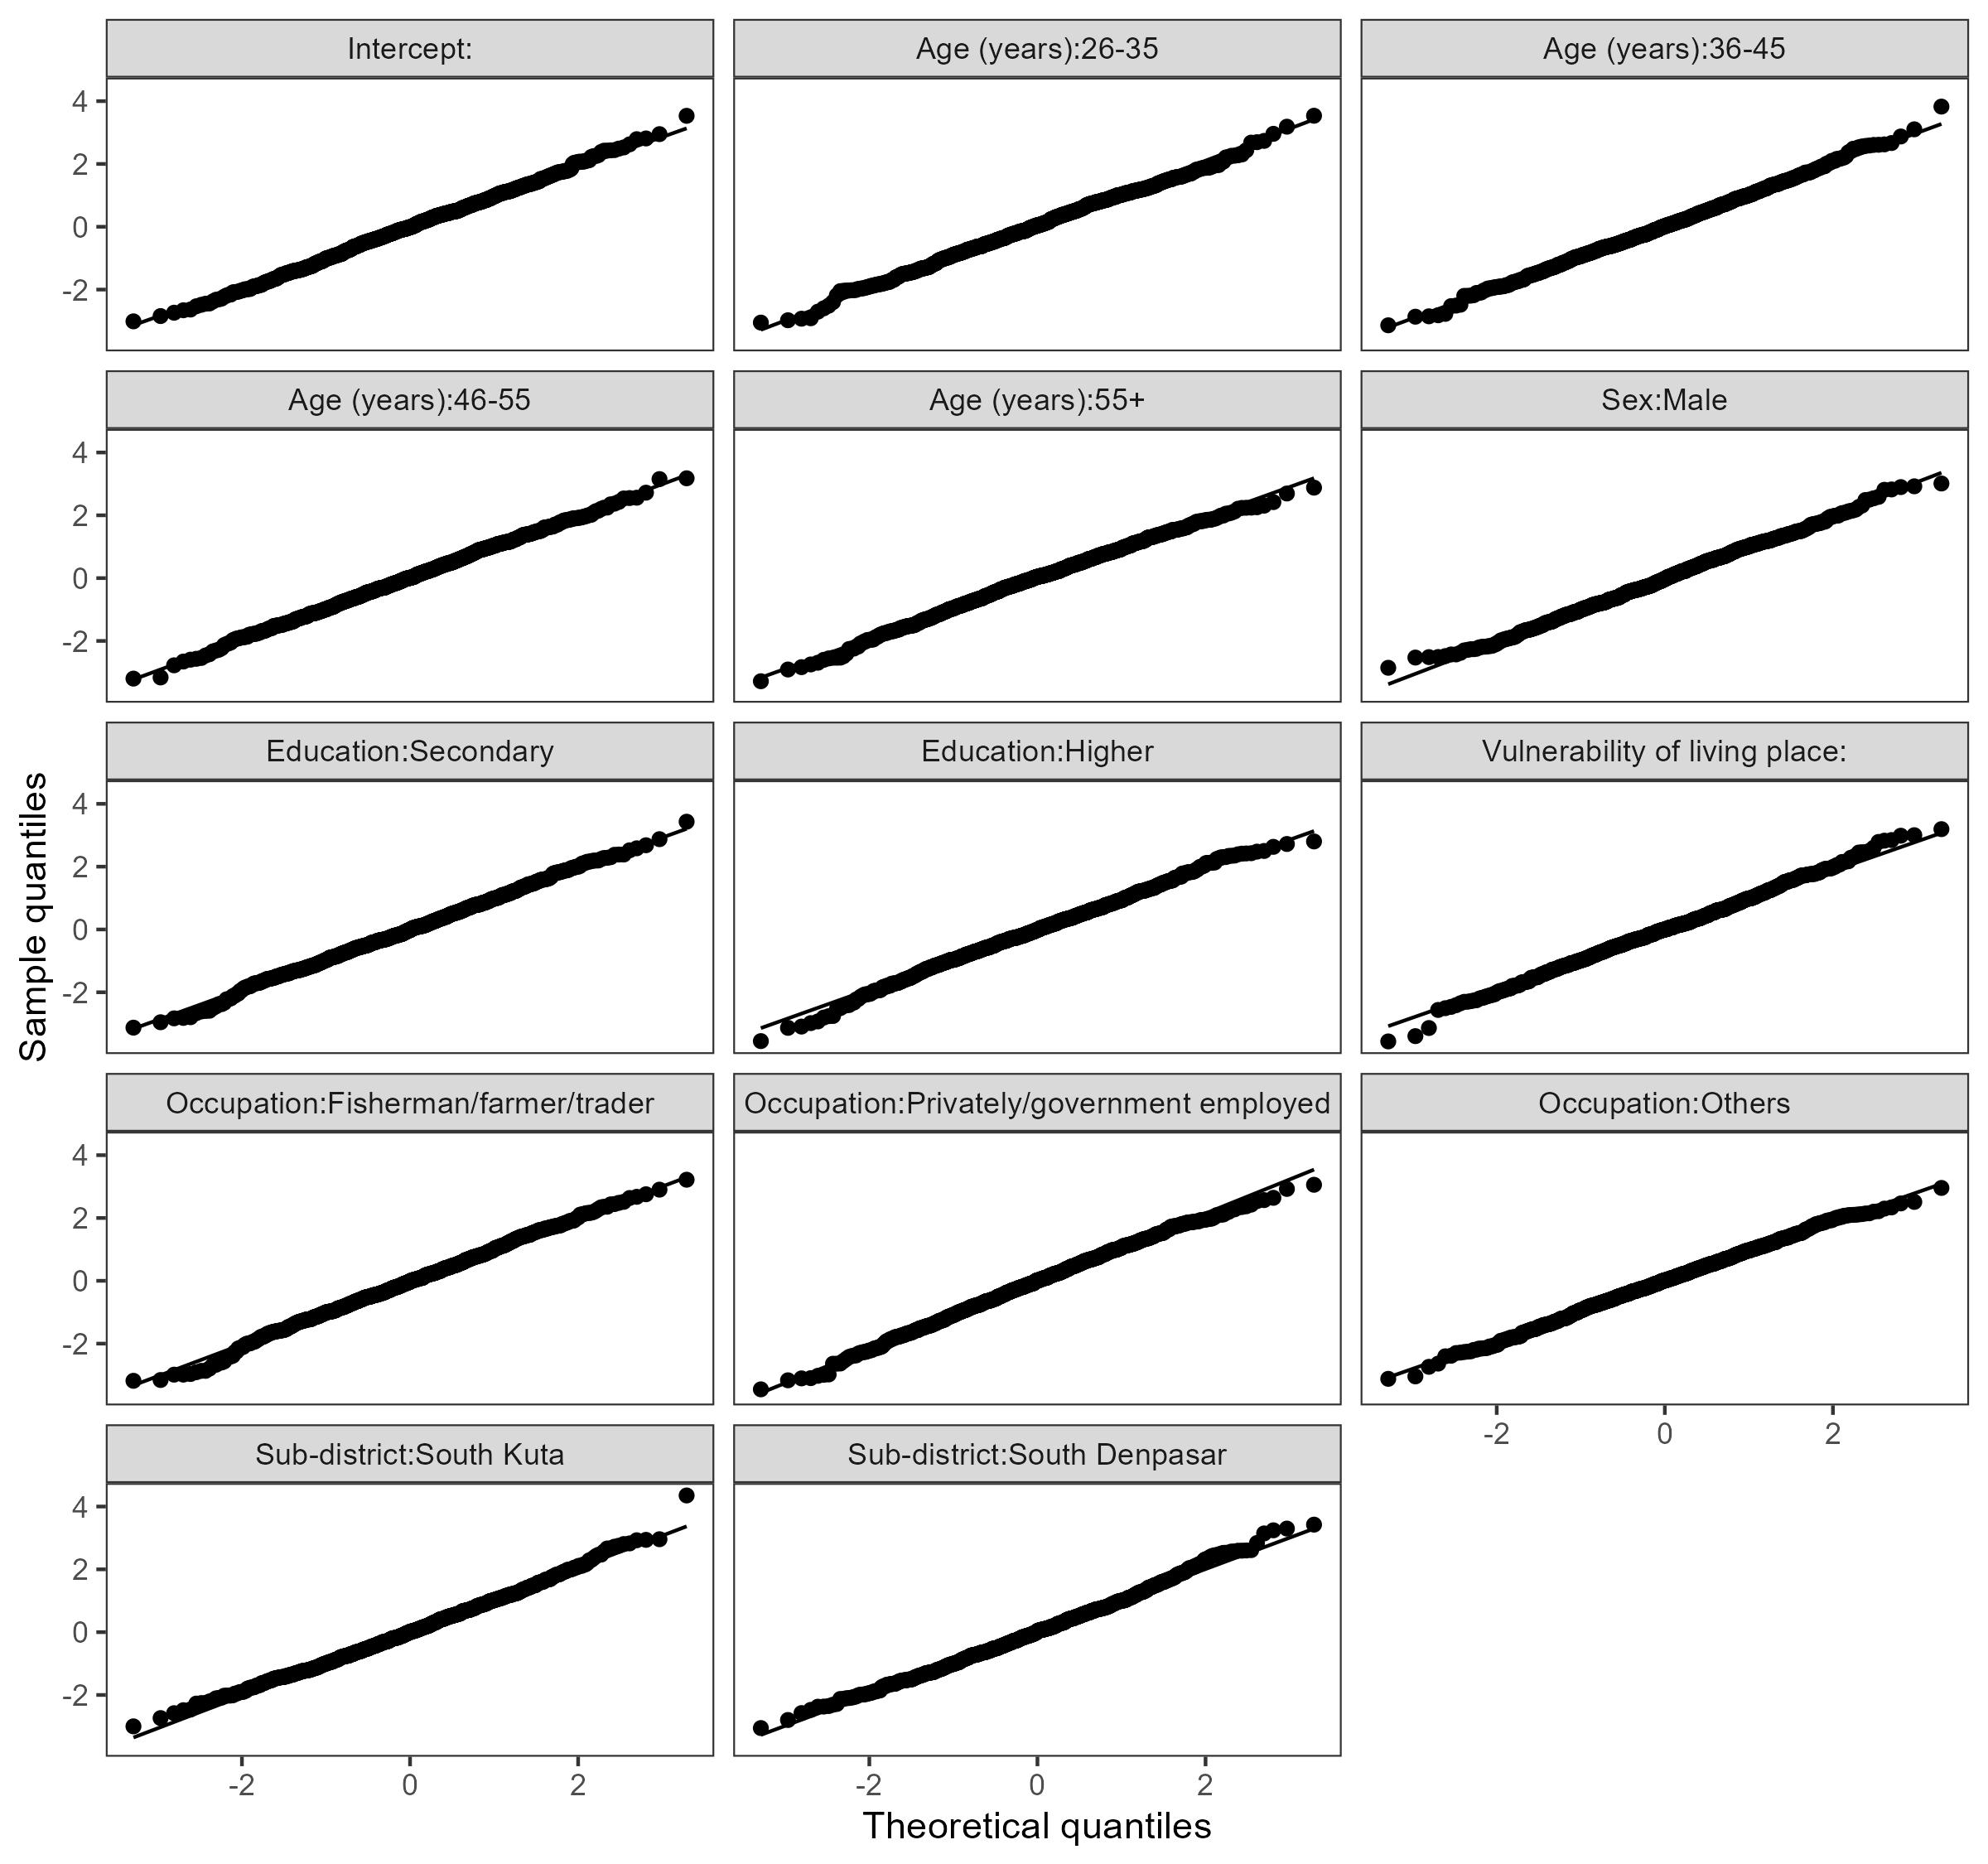 Intercept:
Age (years):26-35
Age (years):36-45
4
2
0
-2
Age (years):46-55
Age (years):55+
Sex:Male
4
2
0
-2
Education:Secondary
Education:Higher
Vulnerability of living place:
4
2
0
-2
Sample quantiles
Occupation:Fisherman/farmer/trader
Occupation:Privately/government employed
Occupation:Others
4
2
0
-2
-2 0 2
Sub-district:South Kuta
Sub-district:South Denpasar
4
2
0
-2
-2 0 2
-2 0 2
Theoretical quantiles